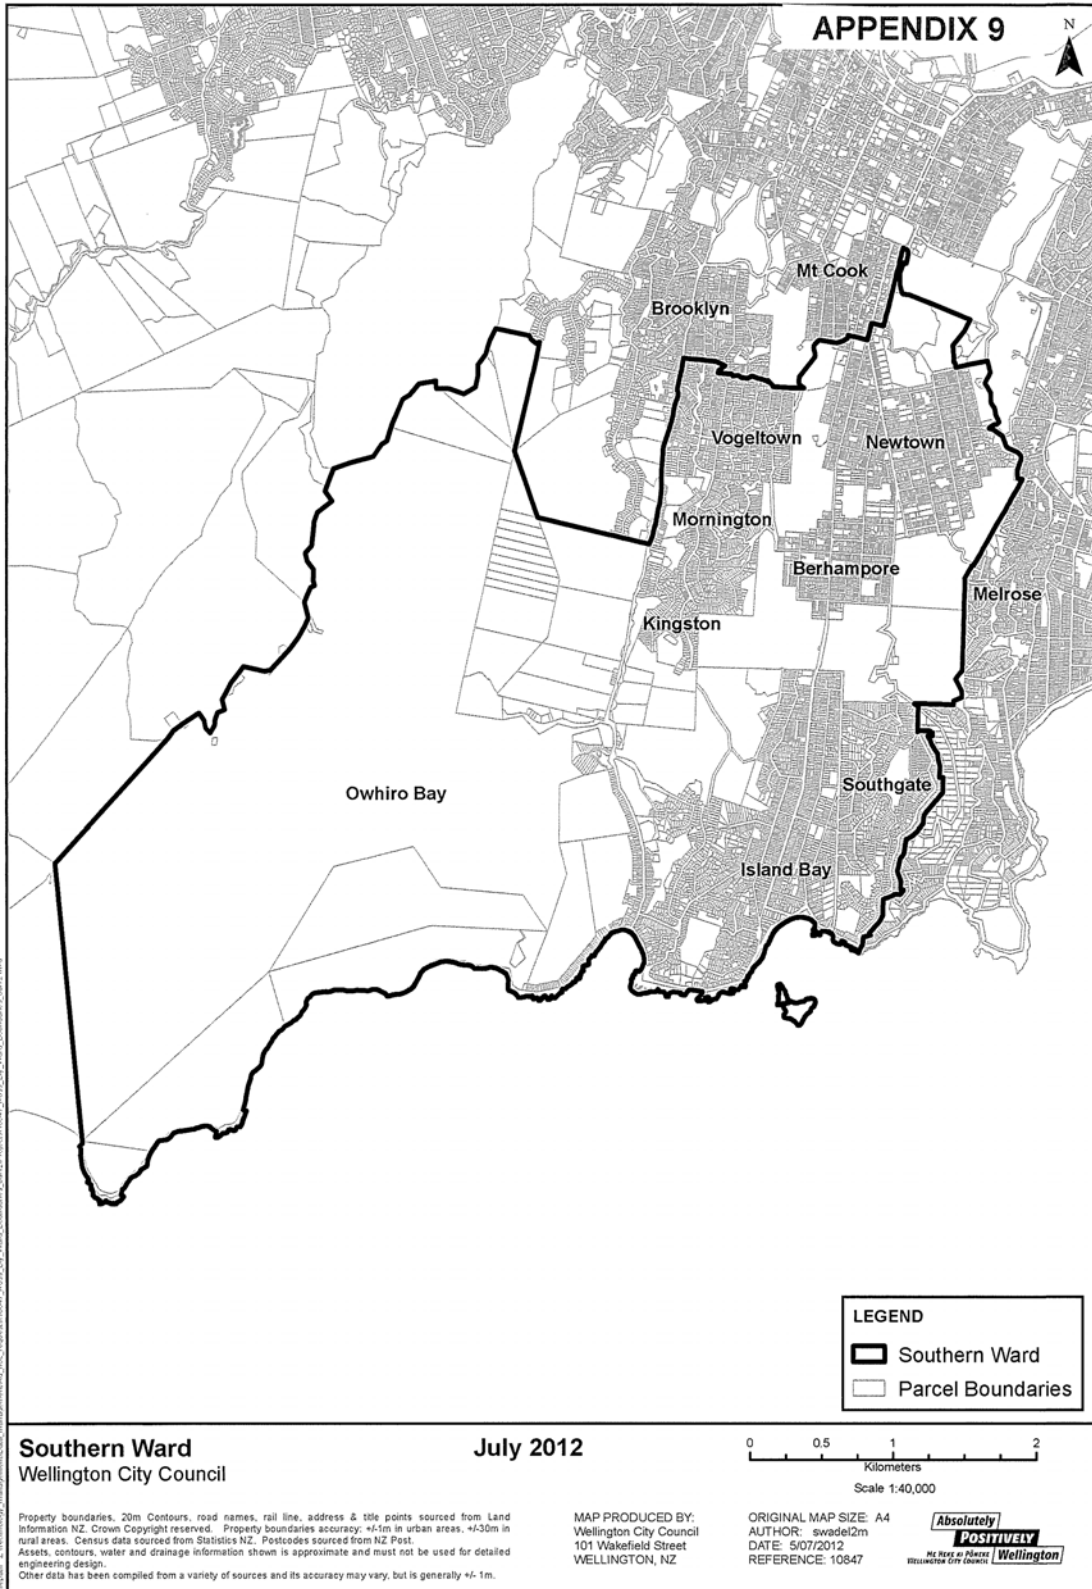 APPENDIX 9
N
Mt Cook
Brooklyn
Vogeltown
Newtown
Mornington
Berhampore
Melrose
Kingston
Owhiro Bay
Southgate
Island Bay
LEGEND
Southern Ward
Parcel Boundaries
Southern Ward
Wellington City Council
July 2012
0 0.5 1 2
Kilometers
Scale 1:40,000
Property boundaries, 20m Contours, road names, rail line, address & title points sourced from Land
Information NZ. Crown Copyright reserved. Property boundaries accuracy: +/-1m in urban areas, +/-30m in
rural areas. Census data sourced from Statistics NZ. Postcodes sourced from NZ Post.
Assets, contours, water and drainage information shown is approximate and must not be used for detailed
engineering design.
Other data has been compiled from a variety of sources and its accuracy may vary, but is generally +/- 1m.
MAP PRODUCED BY:
Wellington City Council
101 Wakefield Street
WELLINGTON, NZ
ORIGINAL MAP SIZE: A4
AUTHOR: swadel2m
DATE: 5/07/2012
REFERENCE: 10847
Absolutely
POSITIVELY
ME HEKE KI PŌNEKE
WELLINGTON CITY COUNCIL
Wellington